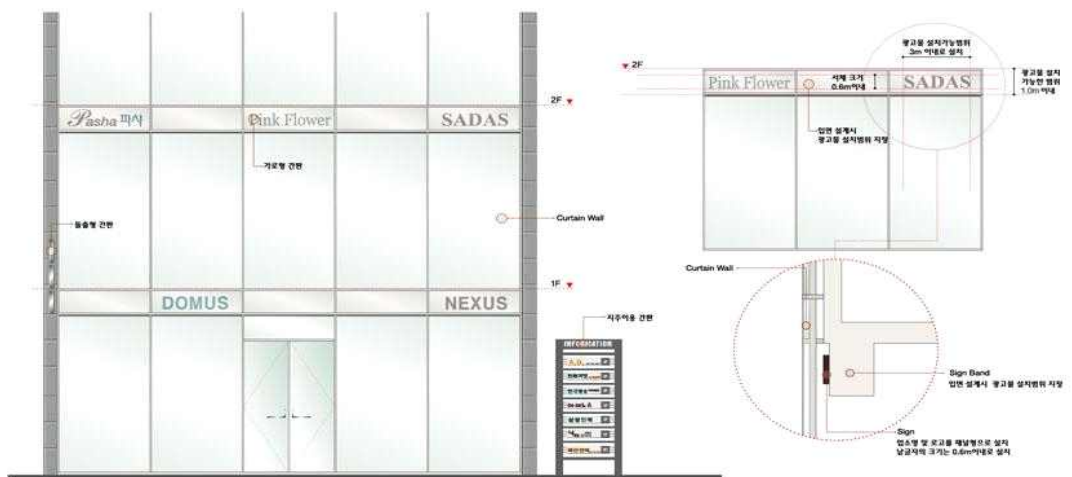 2F
Pasha 파사
Pink Flower
SADAS
가로형 간판
돌출형 간판
Curtain Wall
1F
DOMUS
NEXUS
지주이용 간판
INFORMATION
광고물 설치가능범위
3m 이내로 설치
2F
Pink Flower
서체 크기
0.6m이내
SADAS
광고물 설치
가능한 범위
1.0m 이내
입면 설계시
광고물 설치범위 지정
Curtain Wall
Sign Band
입면 설계시 광고물 설치범위 지정
Sign
업소명 및 로고를 채널형으로 설치
낱글자의 크기는 0.6m이내로 설치